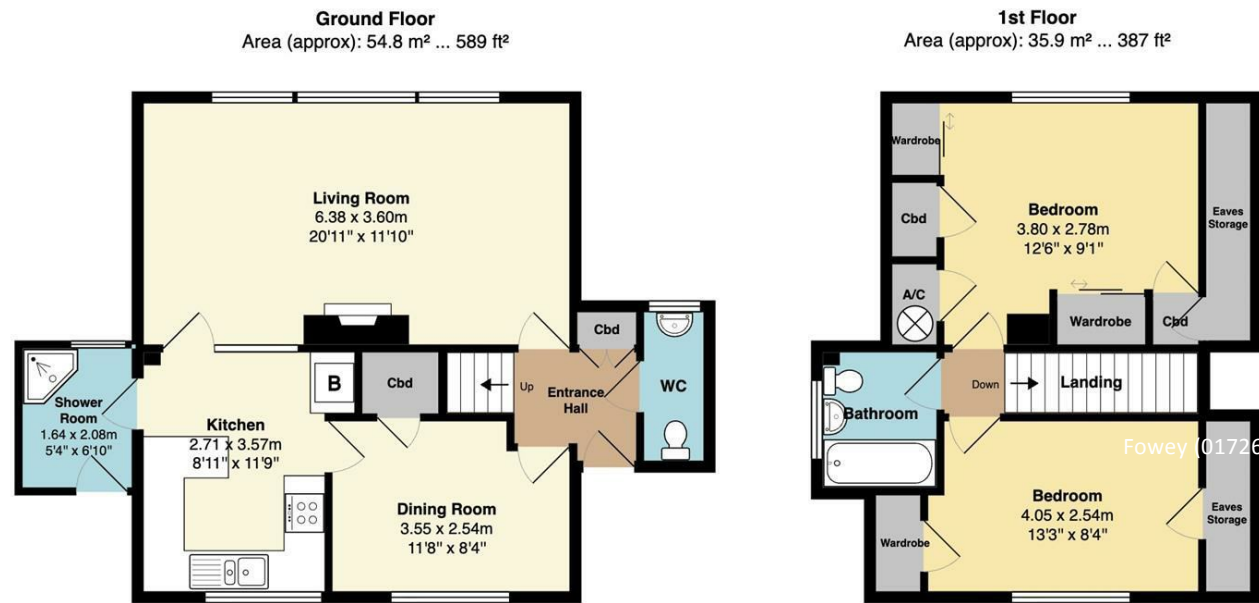 Ground Floor
Area (approx): 54.8 m² ... 589 ft²
Living Room
6.38 x 3.60m
20'11" x 11'10"
Shower
Room
1.64 x 2.08m
5'4" x 6'10"
Kitchen
2.71 x 3.57m
8'11" x 11'9"
B
Cbd
Up
Entrance
Hall
Cbd
WC
Dining Room
3.55 x 2.54m
11'8" x 8'4"
1st Floor
Area (approx): 35.9 m² ... 387 ft²
Wardrobe
Cbd
A/C
Bedroom
3.80 x 2.78m
12'6" x 9'1"
Eaves
Storage
Wardrobe
Cbd
Bathroom
Down
Landing
Fowey (01726
Bedroom
4.05 x 2.54m
13'3" x 8'4"
Wardrobe
Eaves
Storage